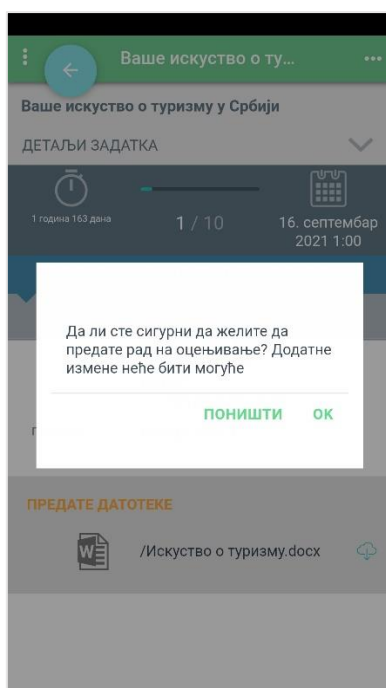 Ваше искуство о ту...
Ваше искуство о туризму у Србији
ДЕТАЉИ ЗАДАТКА
1 година 163 дана
1 / 10
16. септембар
2021 1:00
Да ли сте сигурни да желите да
предате рад на оцењивање? Додатне
измене неће бити могуће
ПОНИШТИ ОК
ПРЕДАТЕ ДАТОТЕКЕ
/Искуство о туризму.docx